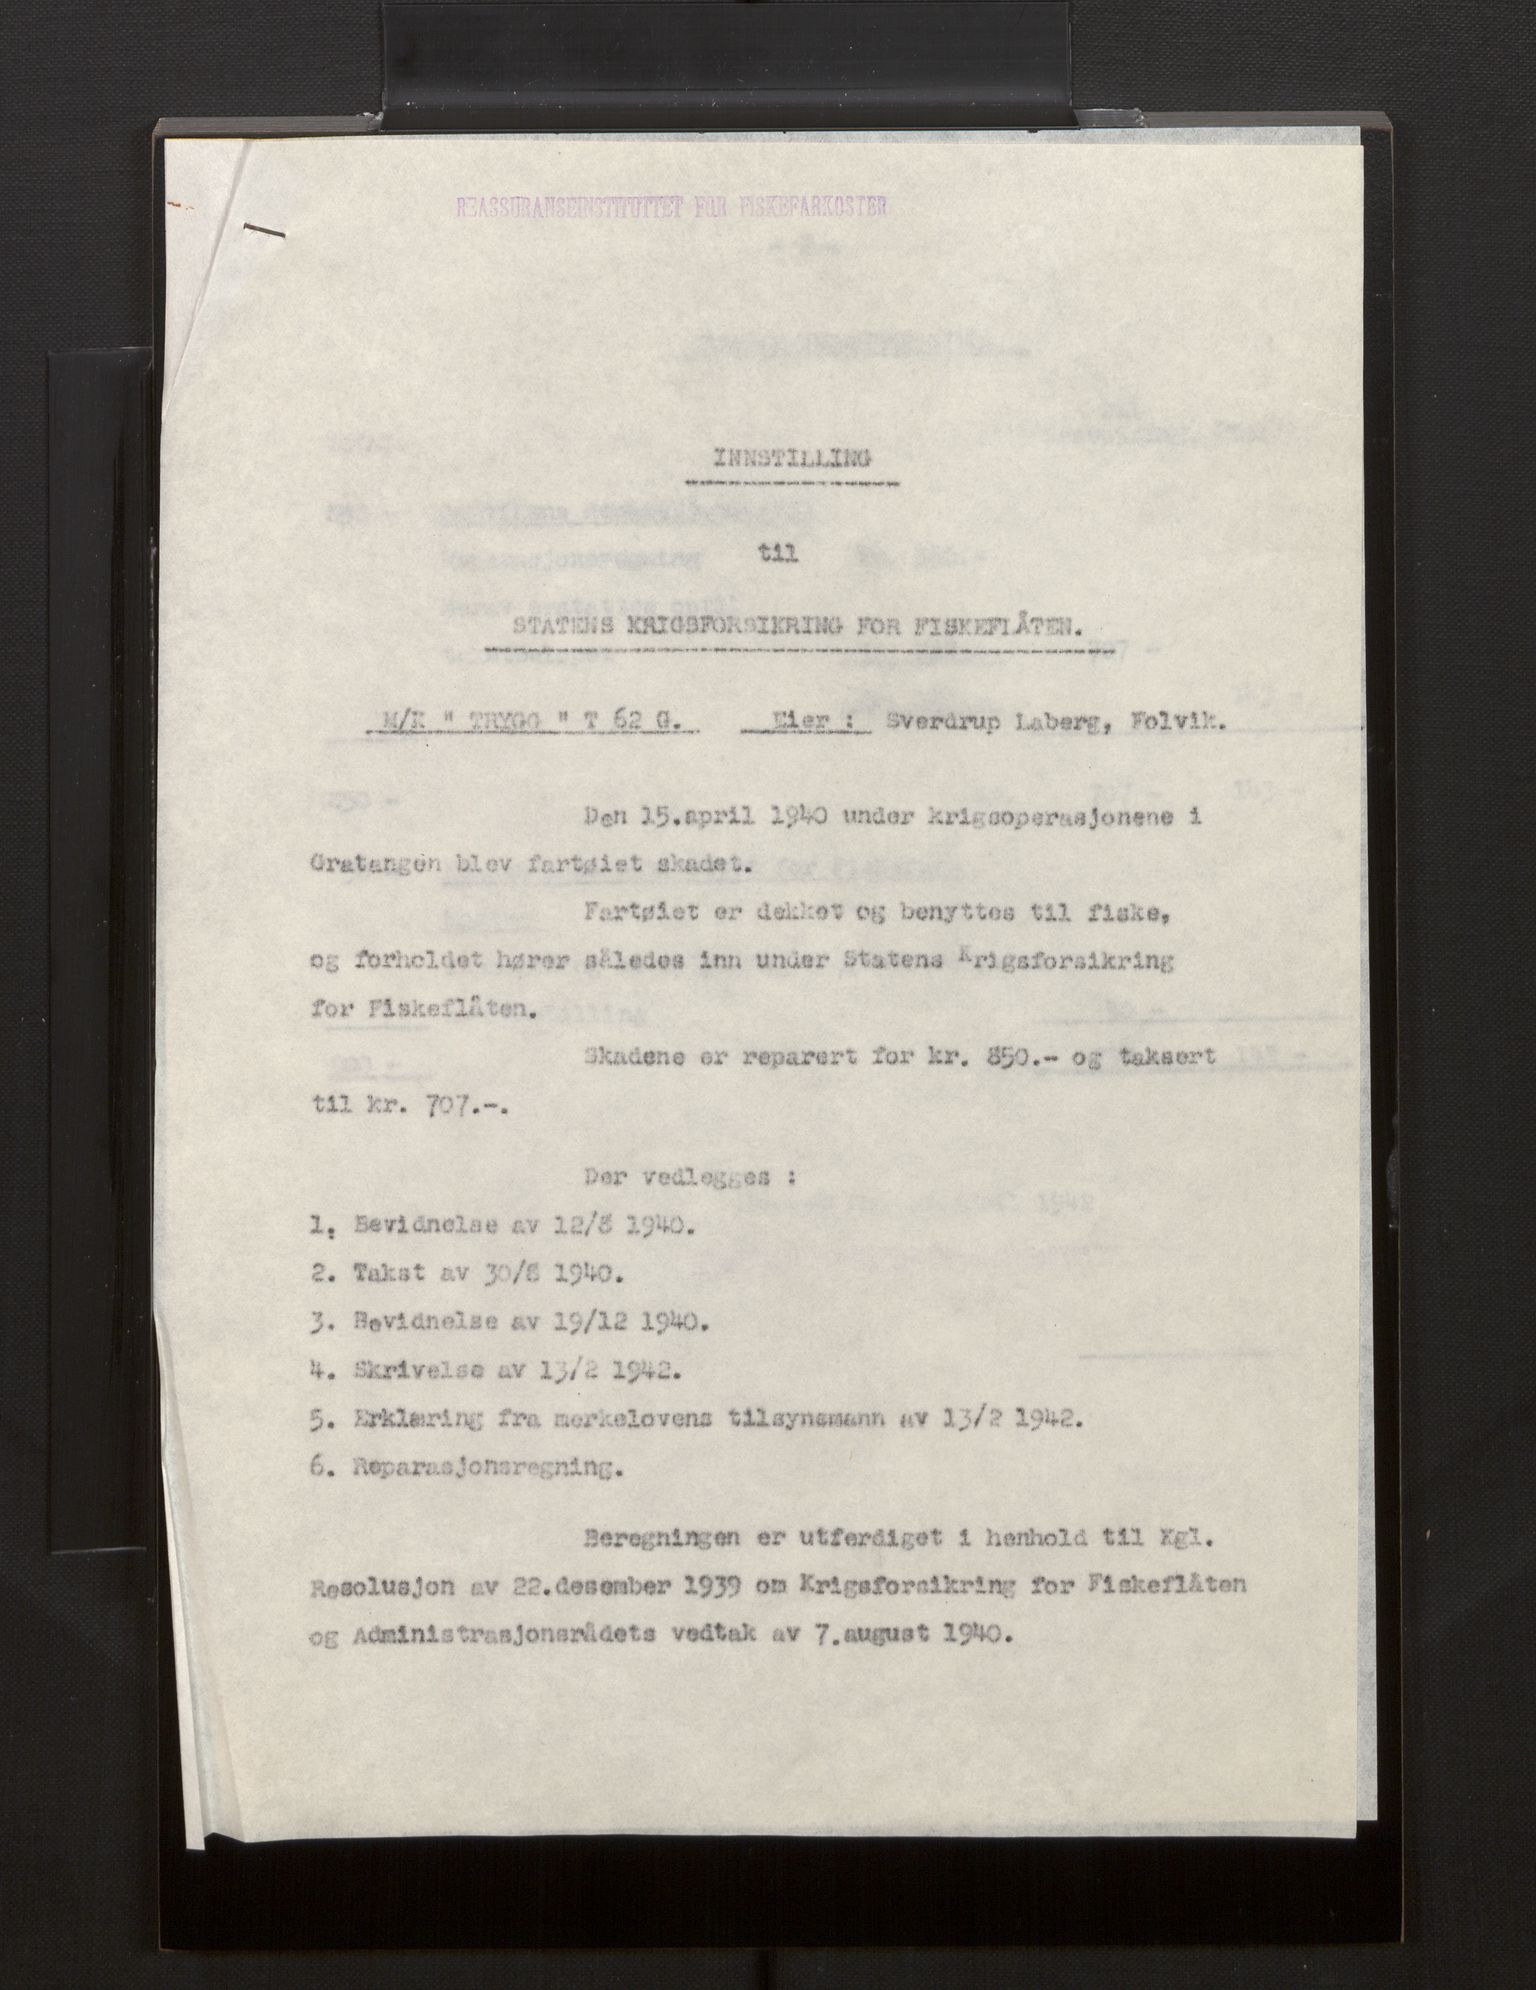 REASSURANSEINSTITUTTET FOR FISKEFARKOSTER
INNSTILLING
til
STATENS KRIGSFORSIKRING FOR FISKEFLÅTEN.
M/K " TRYGG " T 62 G. Eier : Sverdrup Laberg, Folvik.
Den 15.april 1940 under krigsoperasjonene i
Gratangen blev fartøiet skadet.
Fartøiet er dekket og benyttes til fiske,
og forholdet hører således inn under Statens Krigsforsikring
for Fiskeflåten.
Skadene er reparert for kr. 850.- og taksert
til kr. 707.-.
Der vedlegges :
1. Bevidnelse av 12/8 1940.
2. Takst av 30/8 1940.
3. Bevidnelse av 19/12 1940.
4. Skrivelse av 13/2 1942.
5. Erklæring fra merkelovens tilsynsmann av 13/2 1942.
6. Reparasjonsregning.
Beregningen er utferdiget i henhold til Kgl.
Resolusjon av 22.desember 1939 om Krigsforsikring for Fiskeflåten
og Administrasjonsrådets vedtak av 7.august 1940.